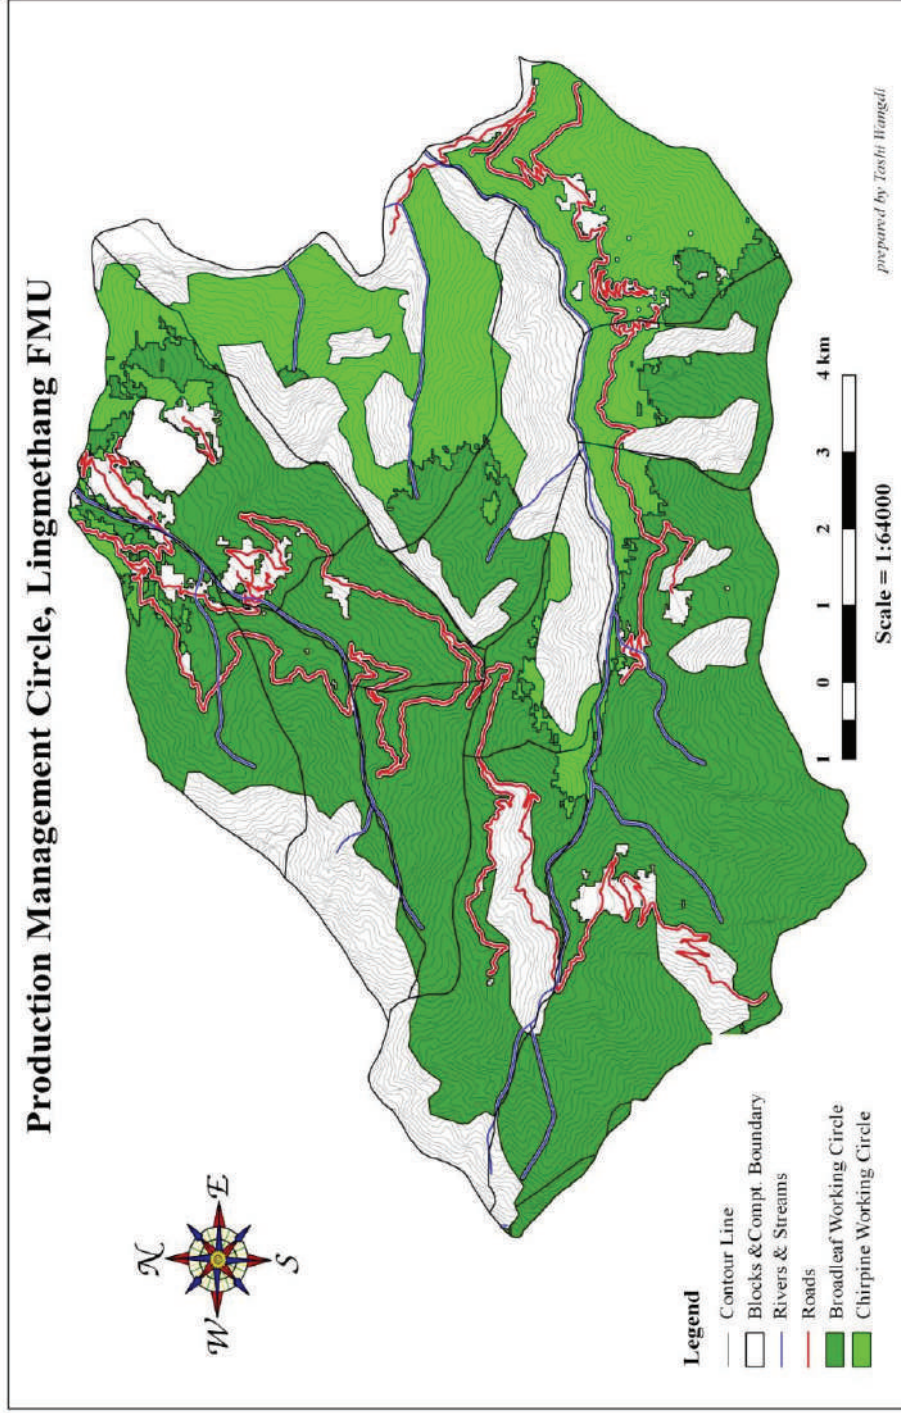 Production Management Circle, Lingnethang FMU
N
W
E
S
Legend
Contour Line
Blocks & Compt. Boundary
Rivers & Streams
Roads
Broadleaf Working Circle
Chirpine Working Circle
1 0 1 2 3 4 km
Scale = 1:64000
prepared by Tashi Wangdi